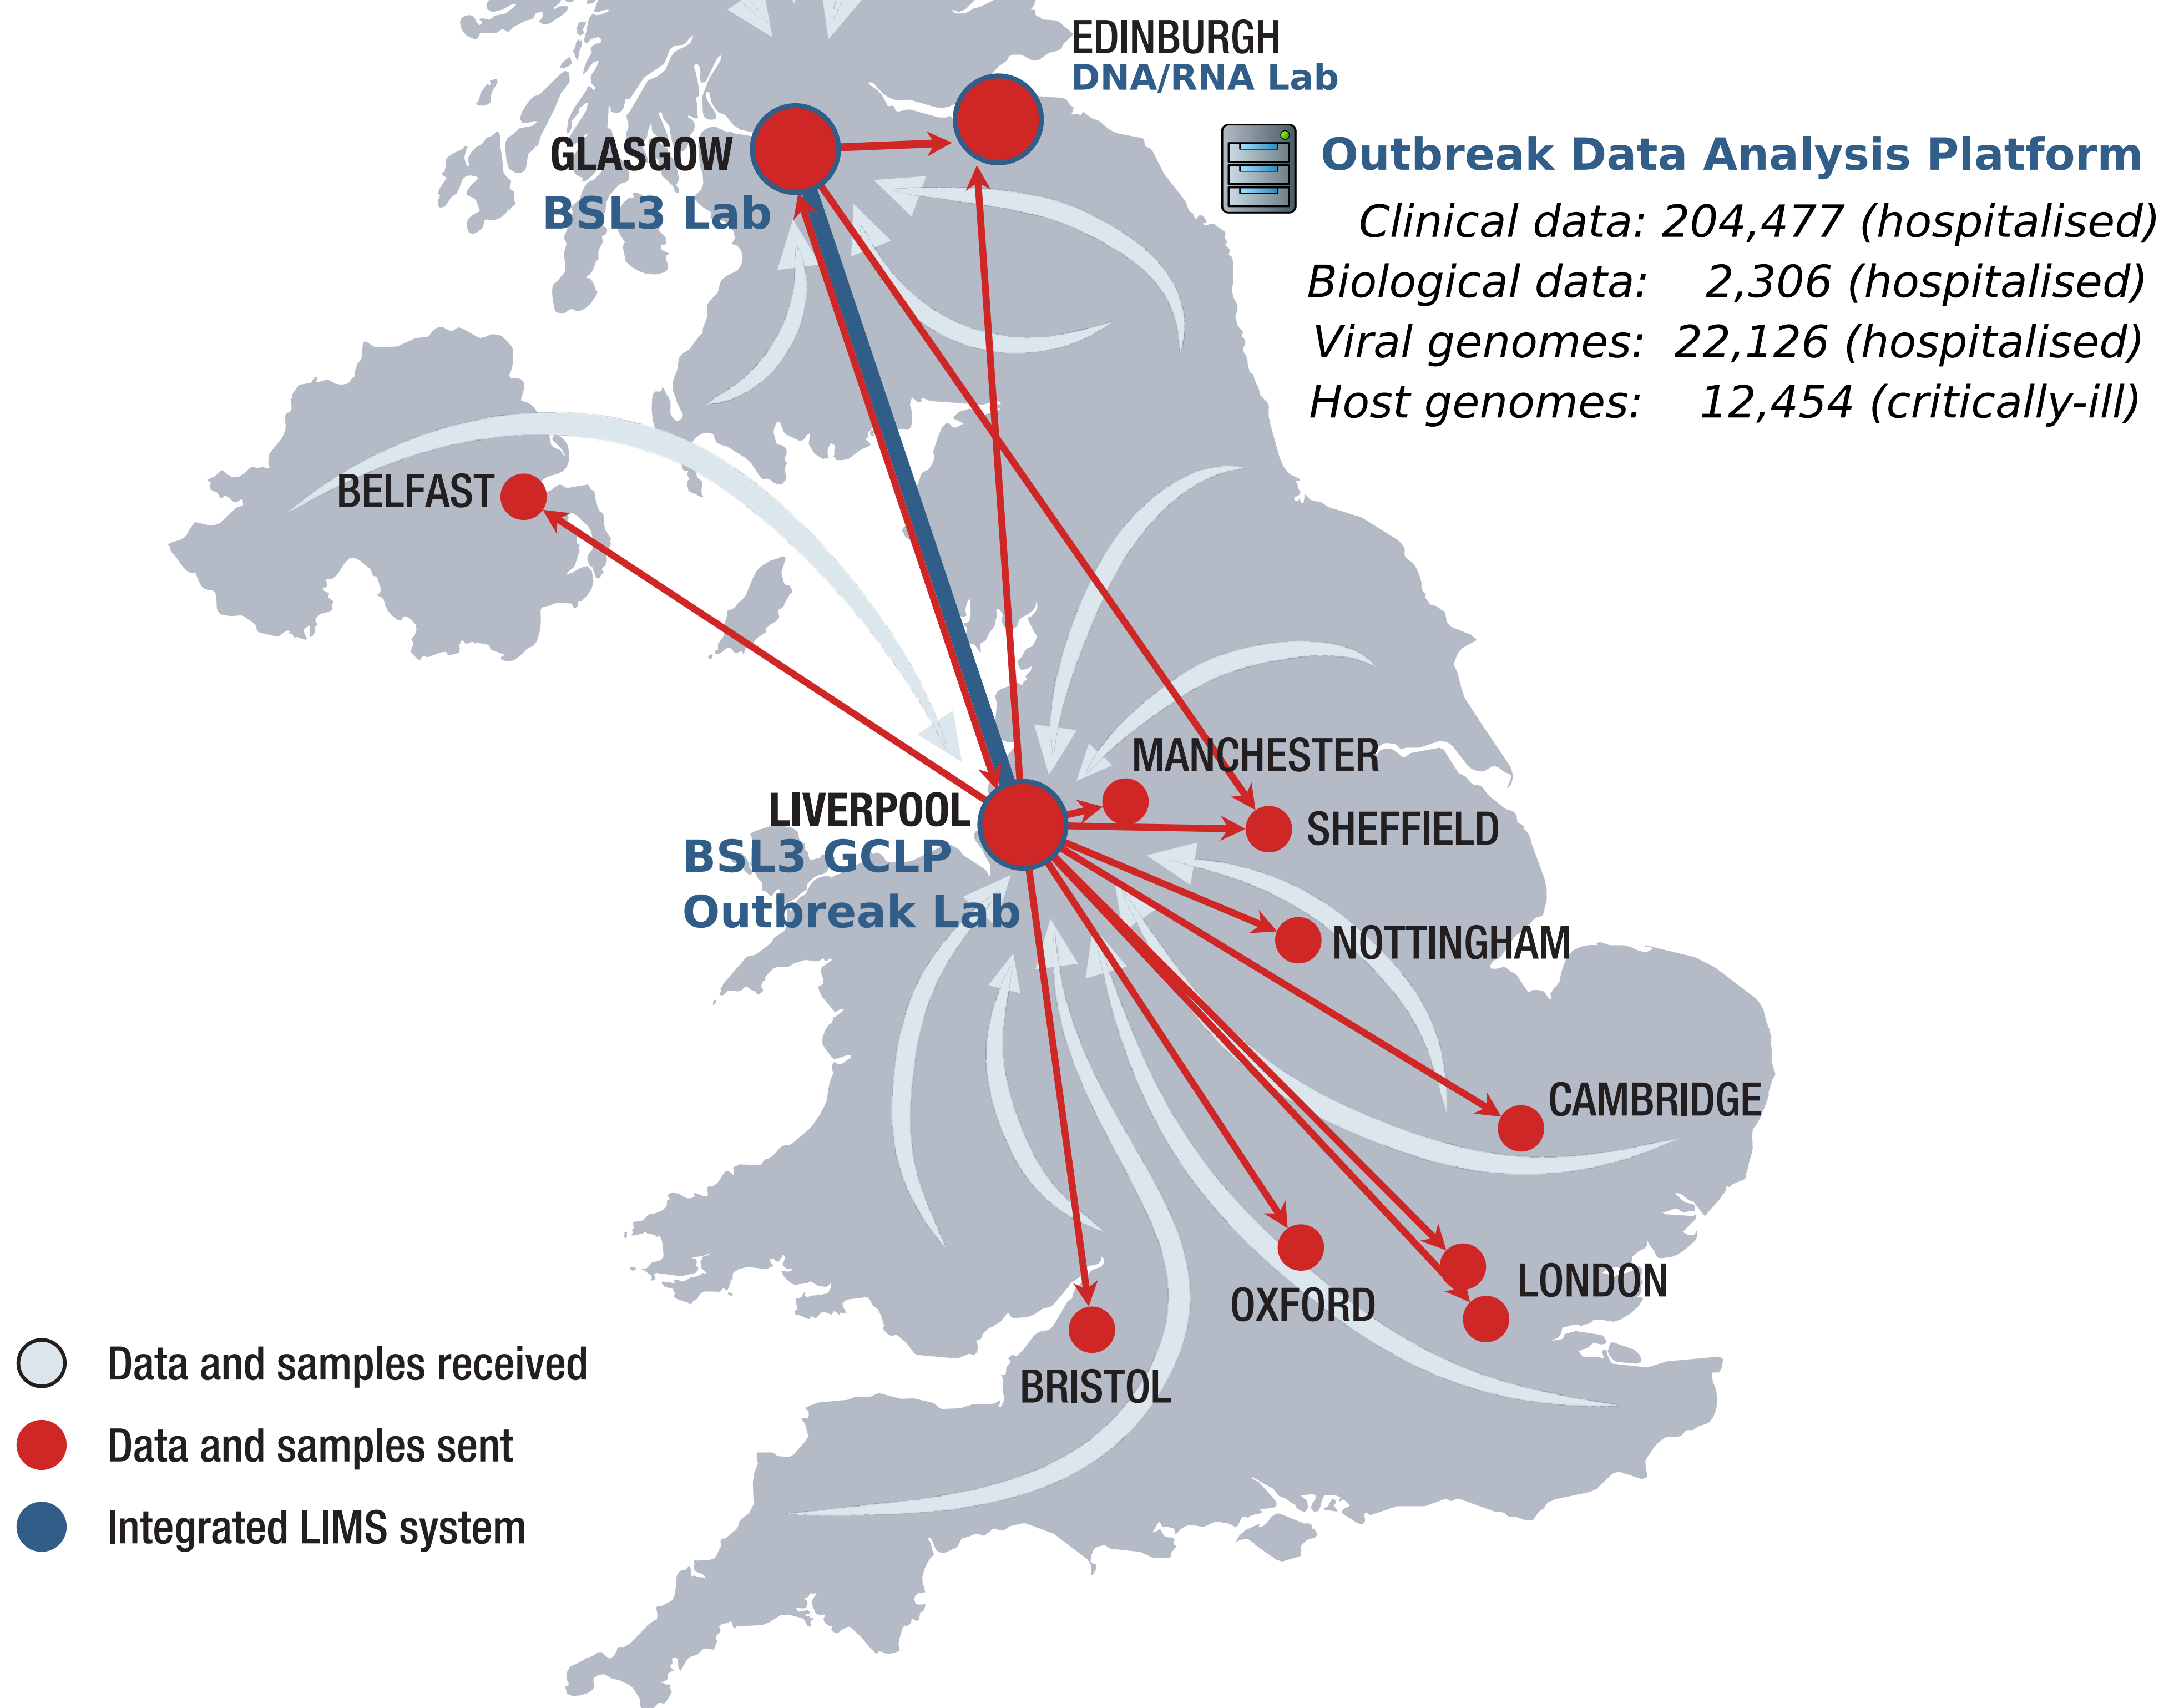 EDINBURGH
DNA/RNA Lab
GLASGOW
BSL3 Lab
Outbreak Data Analysis Platform
Clinical data: 204,477 (hospitalised)
Biological data: 2,306 (hospitalised)
Viral genomes: 22,126 (hospitalised)
Host genomes: 12,454 (critically-ill)
BELFAST
MANCHESTER
LIVERPOOL
BSL3 GCLP
Outbreak Lab
SHEFFIELD
NOTTINGHAM
CAMBRIDGE
LONDON
OXFORD
BRISTOL
Data and samples received
Data and samples sent
Integrated LIMS system